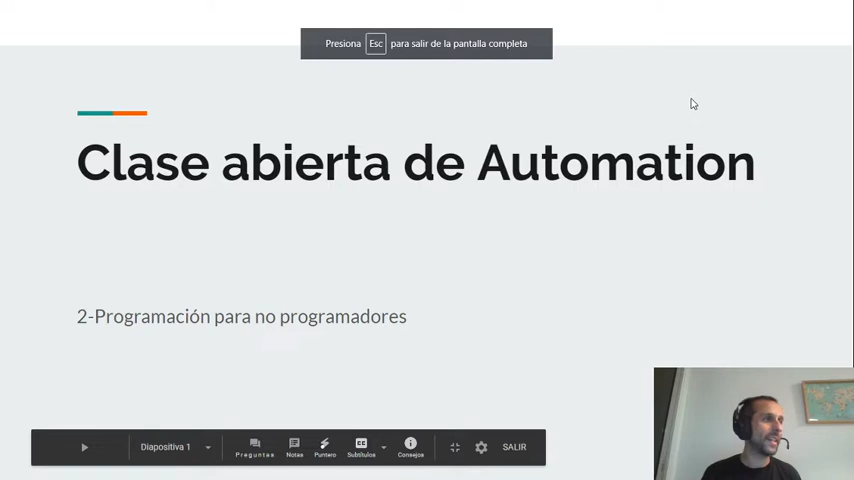 Presiona Esc para salir de la pantalla completa
Clase abierta de Automation
2-Programación para no programadores
Diapositiva 1
Preguntas
Notas
Puntero
CC
Subtítulos
Consejos
SALIR